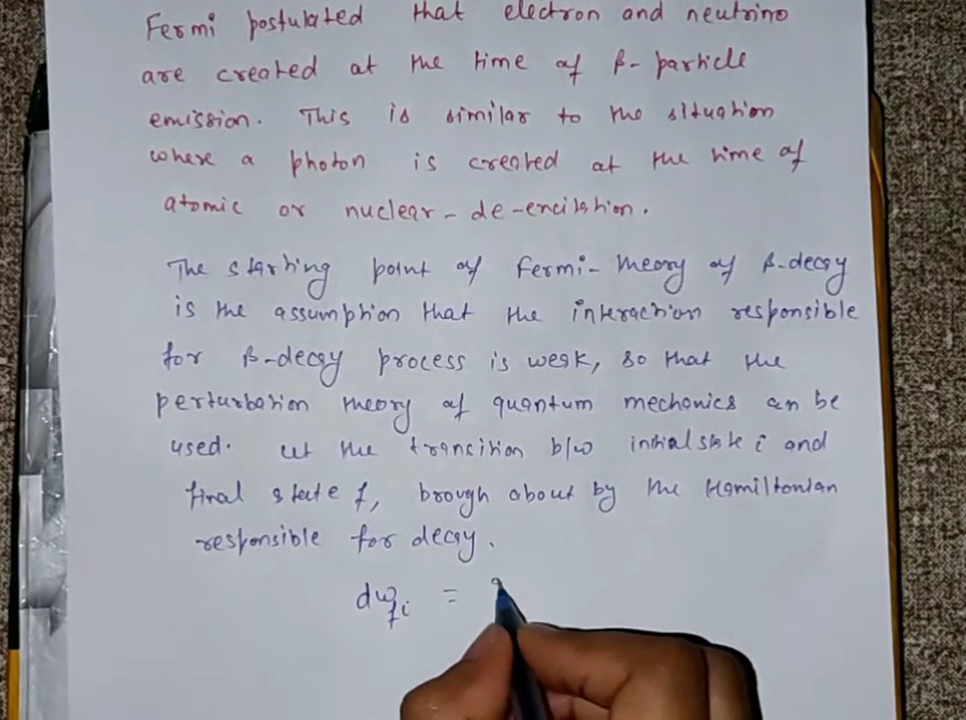 Fermi postulated that electron and neutrino
are created at the time of β-particle
emission. This is similar to the situation
where a photon is created at the time of
atomic or nuclear-de-encitation.
The starting point of Fermi-theory of β-decay
is the assumption that the interaction responsible
for β-decay process is weak, so that the
perturbation theory of quantum mechanics can be
used. Let the transition b/w initial state i and
final state f, brough about by the Hamiltonian
responsible for decay.
dω_fi =